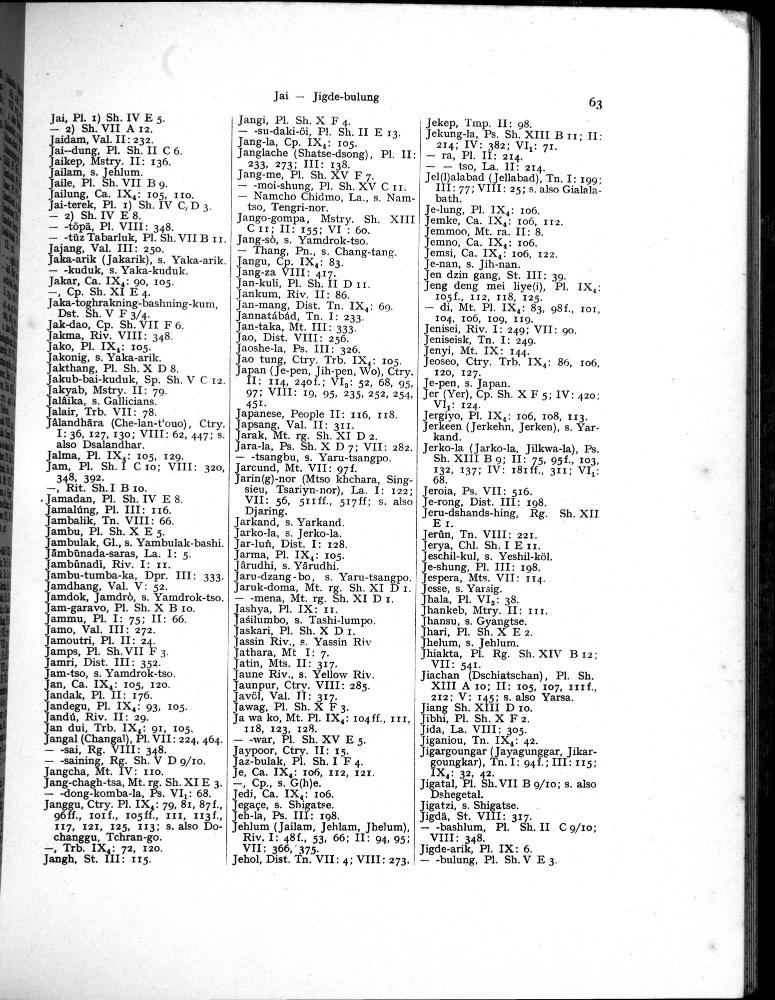 Jai — Jigde-bulung
63
Jai, Pl. 1) Sh. IV E 5.
— 2) Sh. VII A 12.
Jaidam, Val. II: 232.
Jai--dung, Pl. Sh. II C 6.
Jaikep, Mstry. II: 136.
Jailam, s. Jehlum.
Jaile, Pl. Sh. VII B 9.
Jailung, Ca. IX₄: 105, 110.
Jai-terek, Pl. 1) Sh. IV C, D 3.
— 2) Sh. IV E 8.
— -töpä, Pl. VIII: 348.
— -tüz Tabarluk, Pl. Sh. VII B 11.
Jajang, Val. III: 250.
Jaka-arik (Jakarik), s. Yaka-arik.
— -kuduk, s. Yaka-kuduk.
Jakar, Ca. IX₄: 90, 105.
—, Cp. Sh. XI E 4.
Jaka-toghrakning-bashning-kum,
Dst. Sh. V F 3/4.
Jak-dao, Cp. Sh. VII F 6.
Jakma, Riv. VIII: 348.
Jako, Pl. IX₄: 105.
Jakonig, s. Yaka-arik.
Jakthang, Pl. Sh. X D 8.
Jakub-bai-kuduk, Sp. Sh. V C 12.
Jakyab, Mstry. II: 79.
Jalâika, s. Gallicians.
Jalair, Trb. VII: 78.
Jâlandhâra (Che-lan-t'ouo), Ctry.
I: 36, 127, 130; VIII: 62, 447; s.
also Dsalandhar.
Jalma, Pl. IX₄: 105, 129.
Jam, Pl. Sh. I C 10; VIII: 320,
348, 392.
—, Rit. Sh. I B 10.
Jamadan, Pl. Sh. IV E 8.
Jamalúng, Pl. III: 116.
Jambalik, Tn. VIII: 66.
Jambu, Pl. Sh. X E 5.
Jambulak, Gl., s. Yambulak-bashi.
Jāmbūnada-saras, La. I: 5.
Jambûnadi, Riv. I: 11.
Jambu-tumba-ka, Dpr. III: 333.
Jamdhang, Val. V: 52.
Jamdok, Jamdrò, s. Yamdrok-tso.
Jam-garavo, Pl. Sh. X B 10.
Jammu, Pl. I: 75; II: 66.
Jamo, Val. III: 272.
Jamoutri, Pl. II: 24.
Jamps, Pl. Sh. VII F 3.
Jamri, Dist. III: 352.
Jam-tso, s. Yamdrok-tso.
Jan, Ca. IX₄: 105, 120.
Jandak, Pl. II: 176.
Jandegu, Pl. IX₄: 93, 105.
Jandú, Riv. II: 29.
Jan dui, Trb. IX₄: 91, 105.
Jangal (Changal), Pl. VII: 224, 464.
— -sai, Rg. VIII: 348.
— -saining, Rg. Sh. V D 9/10.
Jangcha, Mt. IV: 110.
Jang-chagh-tsa, Mt. rg. Sh. XI E 3.
— -dong-komba-la, Ps. VI₁: 68.
Janggu, Ctry. Pl. IX₄: 79, 81, 87f.,
96ff., 101f., 105ff., 111, 113f.,
117, 121, 125, 113; s. also Do-
changgu, Tchran-go.
—, Trb. IX₄: 72, 120.
Jangh, St. III: 115.
Jangi, Pl. Sh. X F 4.
— -su-daki-öi, Pl. Sh. II E 13.
Jang-la, Cp. IX₄: 105.
Janglache (Shatse-dsong), Pl. II:
233, 273; III: 138.
Jang-me, Pl. Sh. XV F 7.
— -moi-shung, Pl. Sh. XV C 11.
— Namcho Chidmo, La., s. Nam-
tso, Tengri-nor.
Jango-gompa, Mstry. Sh. XIII
C 11; II: 155; VI : 60.
Jang-sò, s. Yamdrok-tso.
— Thang, Pn., s. Chang-tang.
Jangu, Cp. IX₄: 83.
Jang-za VIII: 417.
Jan-kuli, Pl. Sh. II D 11.
Jankum, Riv. II: 86.
Jan-mang, Dist. Tn. IX₄: 69.
Jannatábád, Tn. I: 233.
Jan-taka, Mt. III: 333.
Jao, Dist. VIII: 256.
Jaoshe-la, Ps. III: 326.
Jao tung, Ctry. Trb. IX₄: 105.
Japan (Je-pen, Jih-pen, Wo), Ctry.
II: 114, 240f.; VI₃: 52, 68, 95,
97; VIII: 19, 95, 235, 252, 254,
451.
Japanese, People II: 116, 118.
Japsang, Val. II: 311.
Jarak, Mt. rg. Sh. XI D 2.
Jara-la, Ps. Sh. X D 7; VII: 282.
— -tsangbu, s. Yaru-tsangpo.
Jarcund, Mt. VII: 97f.
Jarin(g)-nor (Mtso khchara, Sing-
sieu, Tsariyn-nor), La. I: 122;
VII: 56, 511ff., 517ff; s. also
Djaring.
Jarkand, s. Yarkand.
Jarko-la, s. Jerko-la.
Jar-luñ, Dist. I: 128.
Jarma, Pl. IX₄: 105.
Jârudhi, s. Yârudhi.
Jaru-dzang-bo, s. Yaru-tsangpo.
Jaruk-doma, Mt. rg. Sh. XI D 1.
— -mena, Mt. rg. Sh. XI D 1.
Jashya, Pl. IX: 11.
Jaśilumbo, s. Tashi-lumpo.
Jaskari, Pl. Sh. X D 1.
Jassin Riv., s. Yassin Riv
Jathara, Mt I: 7.
Jatin, Mts. II: 317.
Jaune Riv., s. Yellow Riv.
Jaunpur, Ctry. VIII: 285.
Javöl, Val. II: 317.
Jawag, Pl. Sh. X F 3.
Ja wa ko, Mt. Pl. IX₄: 104ff., 111,
118, 123, 128.
— -war, Pl. Sh. XV E 5.
Jaypoor, Ctry. II: 15.
Jaz-bulak, Pl. Sh. I F 4.
Je, Ca. IX₄: 106, 112, 121.
—, Cp., s. G(h)e.
Jedi, Ca. IX₄: 106.
Jegaçe, s. Shigatse.
Jeh-la, Ps. III: 198.
Jehlum (Jailam, Jehlam, Jhelum),
Riv. I: 48f., 53, 66; II: 94, 95;
VII: 366, 375.
Jehol, Dist. Tn. VII: 4; VIII: 273.
Jekep, Tmp. II: 98.
Jekung-la, Ps. Sh. XIII B 11; II:
214; IV: 382; VI₁: 71.
— ra, Pl. II: 214.
— — tso, La. II: 214.
Jel(l)alabad (Jellabad), Tn. I: 199;
III: 77; VIII: 25; s. also Gialala-
bath.
Je-lung, Pl. IX₄: 106.
Jemke, Ca. IX₄: 106, 112.
Jemmoo, Mt. ra. II: 8.
Jemno, Ca. IX₄: 106.
Jemsi, Ca. IX₄: 106, 122.
Je-nan, s. Jih-nan.
Jen dzin gang, St. III: 39.
Jeng deng mei liye(i), Pl. IX₄:
105f., 112, 118, 125.
— di, Mt. Pl. IX₄: 83, 98f., 101,
104, 106, 109, 119.
Jenisei, Riv. I: 249; VII: 90.
Jeniseisk, Tn. I: 249.
Jenyi, Mt. IX: 144.
Jeoseo, Ctry. Trb. IX₄: 86, 106,
120, 127.
Je-pen, s. Japan.
Jer (Yer), Cp. Sh. X F 5; IV: 420;
VI₁: 124.
Jergiyo, Pl. IX₄: 106, 108, 113.
Jerkeen (Jerkehn, Jerken), s. Yar-
kand.
Jerko-la (Jarko-la, Jilkwa-la), Ps.
Sh. XIII B 9; II: 75, 95f., 103,
132, 137; IV: 181ff., 311; VI₁:
68.
Jeroia, Ps. VII: 516.
Je-rong, Dist. III: 198.
Jeru-dshands-hing, Rg. Sh. XII
E 1.
Jerûn, Tn. VIII: 221.
Jerya, Chl. Sh. I E 11.
Jeschil-kul, s. Yeshil-köl.
Je-shung, Pl. III: 198.
Jespera, Mts. VII: 114.
Jesse, s. Yarsig.
Jhala, Pl. VI₂: 38.
Jhankeb, Mtry. II: 111.
Jhansu, s. Gyangtse.
Jhari, Pl. Sh. X E 2.
Jhelum, s. Jehlum.
Jhiakta, Pl. Rg. Sh. XIV B 12;
VII: 541.
Jiachan (Dschiatschan), Pl. Sh.
XIII A 10; II: 105, 107, 111f.,
212; V: 145; s. also Yarsa.
Jiang Sh. XIII D 10.
Jibhi, Pl. Sh. X F 2.
Jida, La. VIII: 305.
Jiganiou, Tn. IX₄: 42.
Jigargoungar (Jayagunggar, Jikar-
goungkar), Tn. I: 94f.; III: 115;
IX₄: 32, 42.
Jigatal, Pl. Sh. VII B 9/10; s. also
Dshegetal.
Jigatzi, s. Shigatse.
Jigdä, St. VIII: 317.
— -bashlum, Pl. Sh. II C 9/10;
VIII: 348.
Jigde-arik, Pl. IX: 6.
— -bulung, Pl. Sh. V E 3.